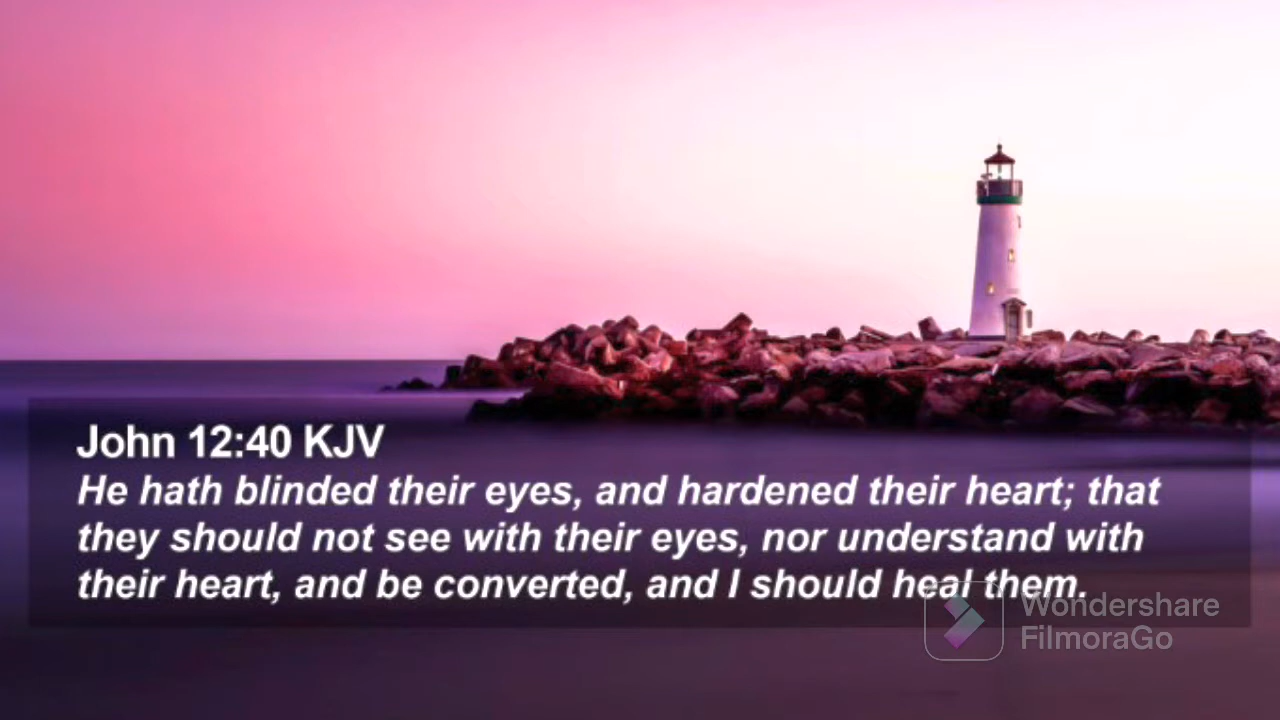 John 12:40 KJV
He hath blinded their eyes, and hardened their heart; that
they should not see with their eyes, nor understand with
their heart, and be converted, and I should heal them.
Wondershare
FilmoraGo